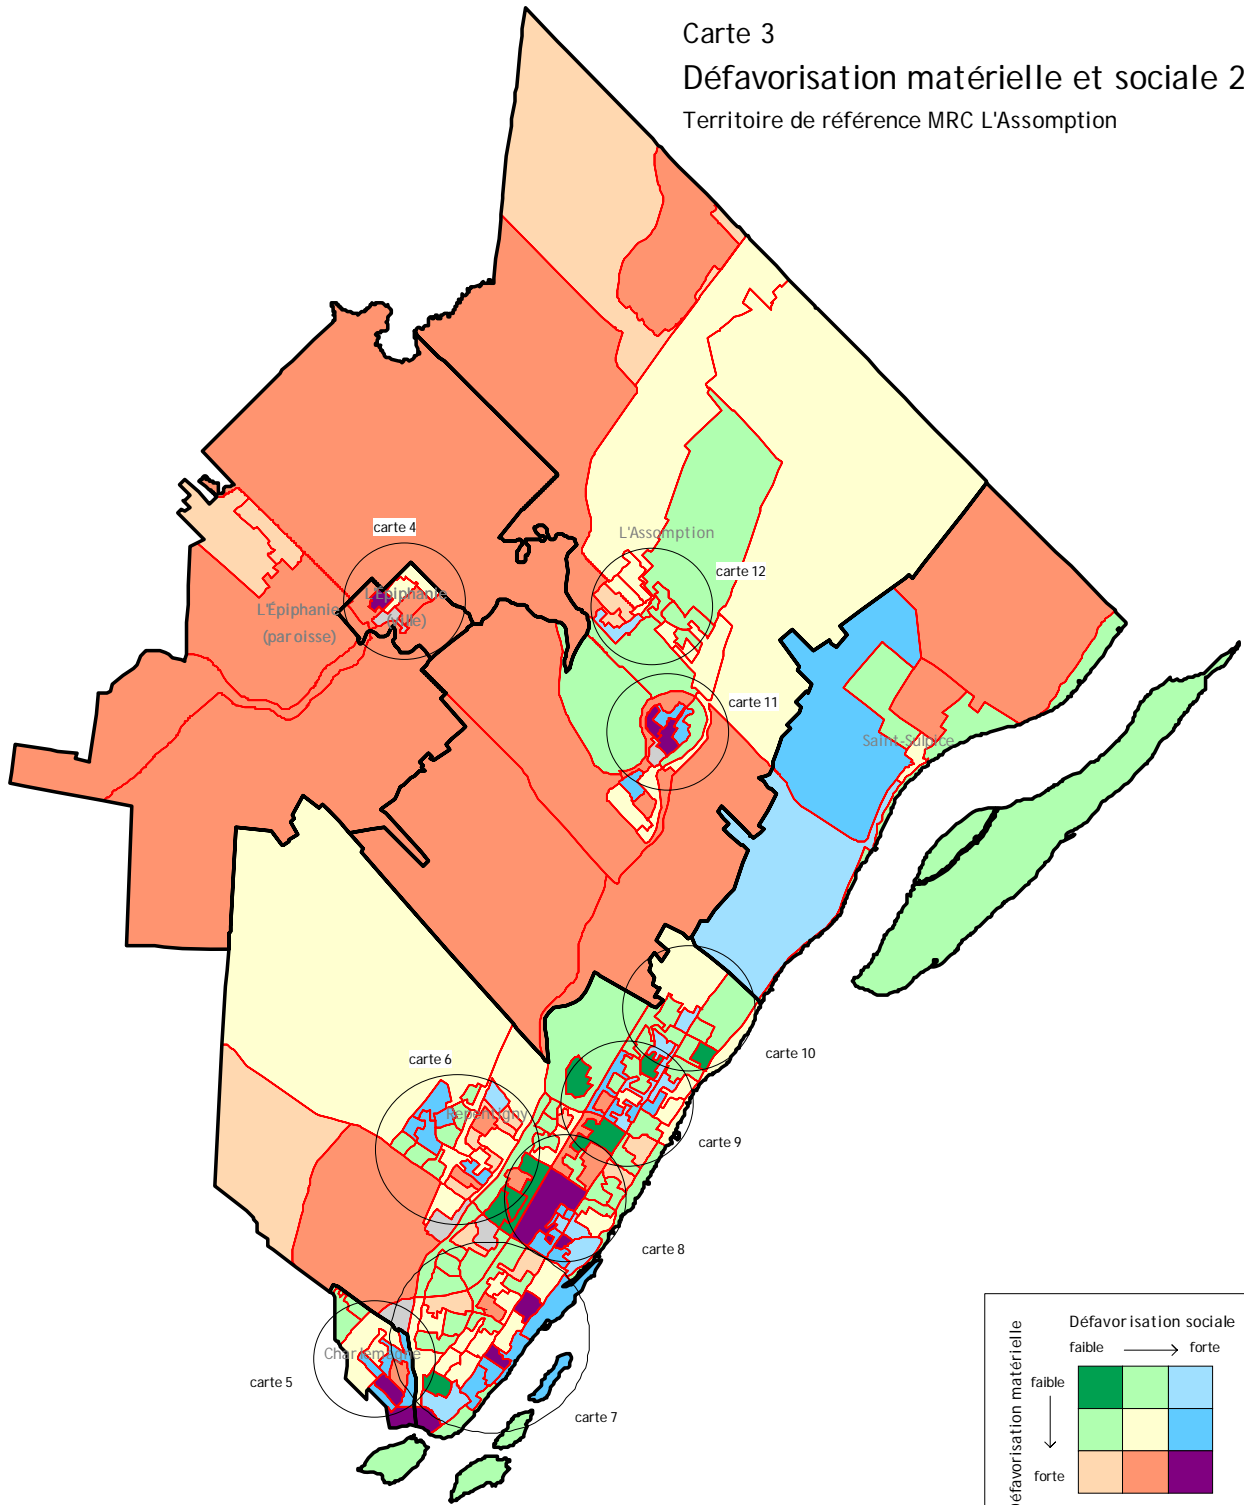 Carte 3
Défavorisation matérielle et sociale 2
Territoire de référence MRC L'Assomption
carte 4
L'Assomption
carte 12
L'Épiphanie
(ville)
L'Épiphanie
(paroisse)
carte 11
Saint-Sulpice
carte 10
carte 6
Repentigny
carte 9
carte 8
Charlemagne
carte 5
carte 7
Défavorisation sociale
faible
forte
Défavorisation matérielle
faible
forte